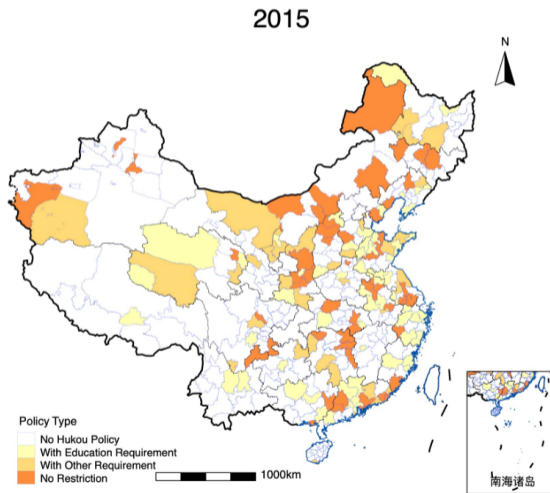 2015
N
Policy Type
No Hukou Policy
With Education Requirement
With Other Requirement
No Restriction
1000km
南海诸岛